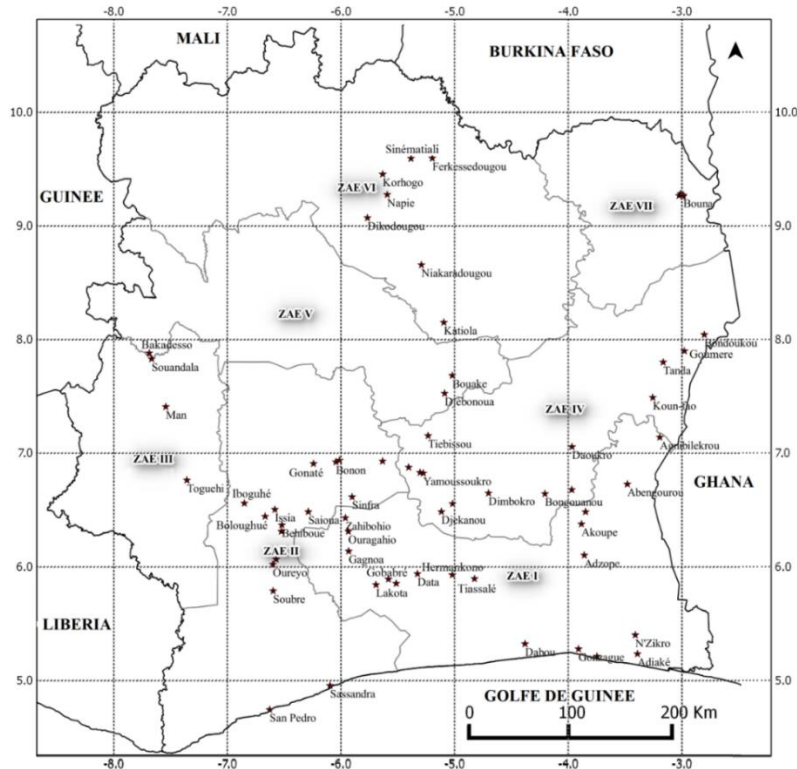 -8.0 -7.0 -6.0 -5.0 -4.0 -3.0
MALI
BURKINA FASO
10.0 10.0
Sinématiali
Ferkessedougou
ZAE VI
Korhogo
Napie
GUINEE
ZAE VII
Bouna
9.0 9.0
Dikodougou
Niakaradougou
ZAE V
Katiola
8.0 8.0
Bondoukou
Bakadesso
Goumere
Souandala
Tanda
Bouake
Djebonoua
Koun-fao
Man
ZAE IV
Tiebissou
Agnibilekrou
7.0 7.0
ZAE III
Daoukro
Gonaté
Bonon
GHANA
Toguehi
Yamoussoukro
Abengourou
Iboguhé
Sinfra
Dimbokro
Bongouanou
Issia
Saioua
Djekanou
Boloughué
Zahibohio
Akoupe
Ouragahio
ZAE II
Gagnoa
Adzope
6.0 6.0
Oureyo
Gobabré
Hermankono
Data
ZAE I
Lakota
Tiassalé
Soubre
LIBERIA
N'Zikro
Dabou
Adiaké
5.0 5.0
Sassandra
GOLFE DE GUINEE
San Pedro
0 100 200 Km
-8.0 -7.0 -6.0 -5.0 -4.0 -3.0